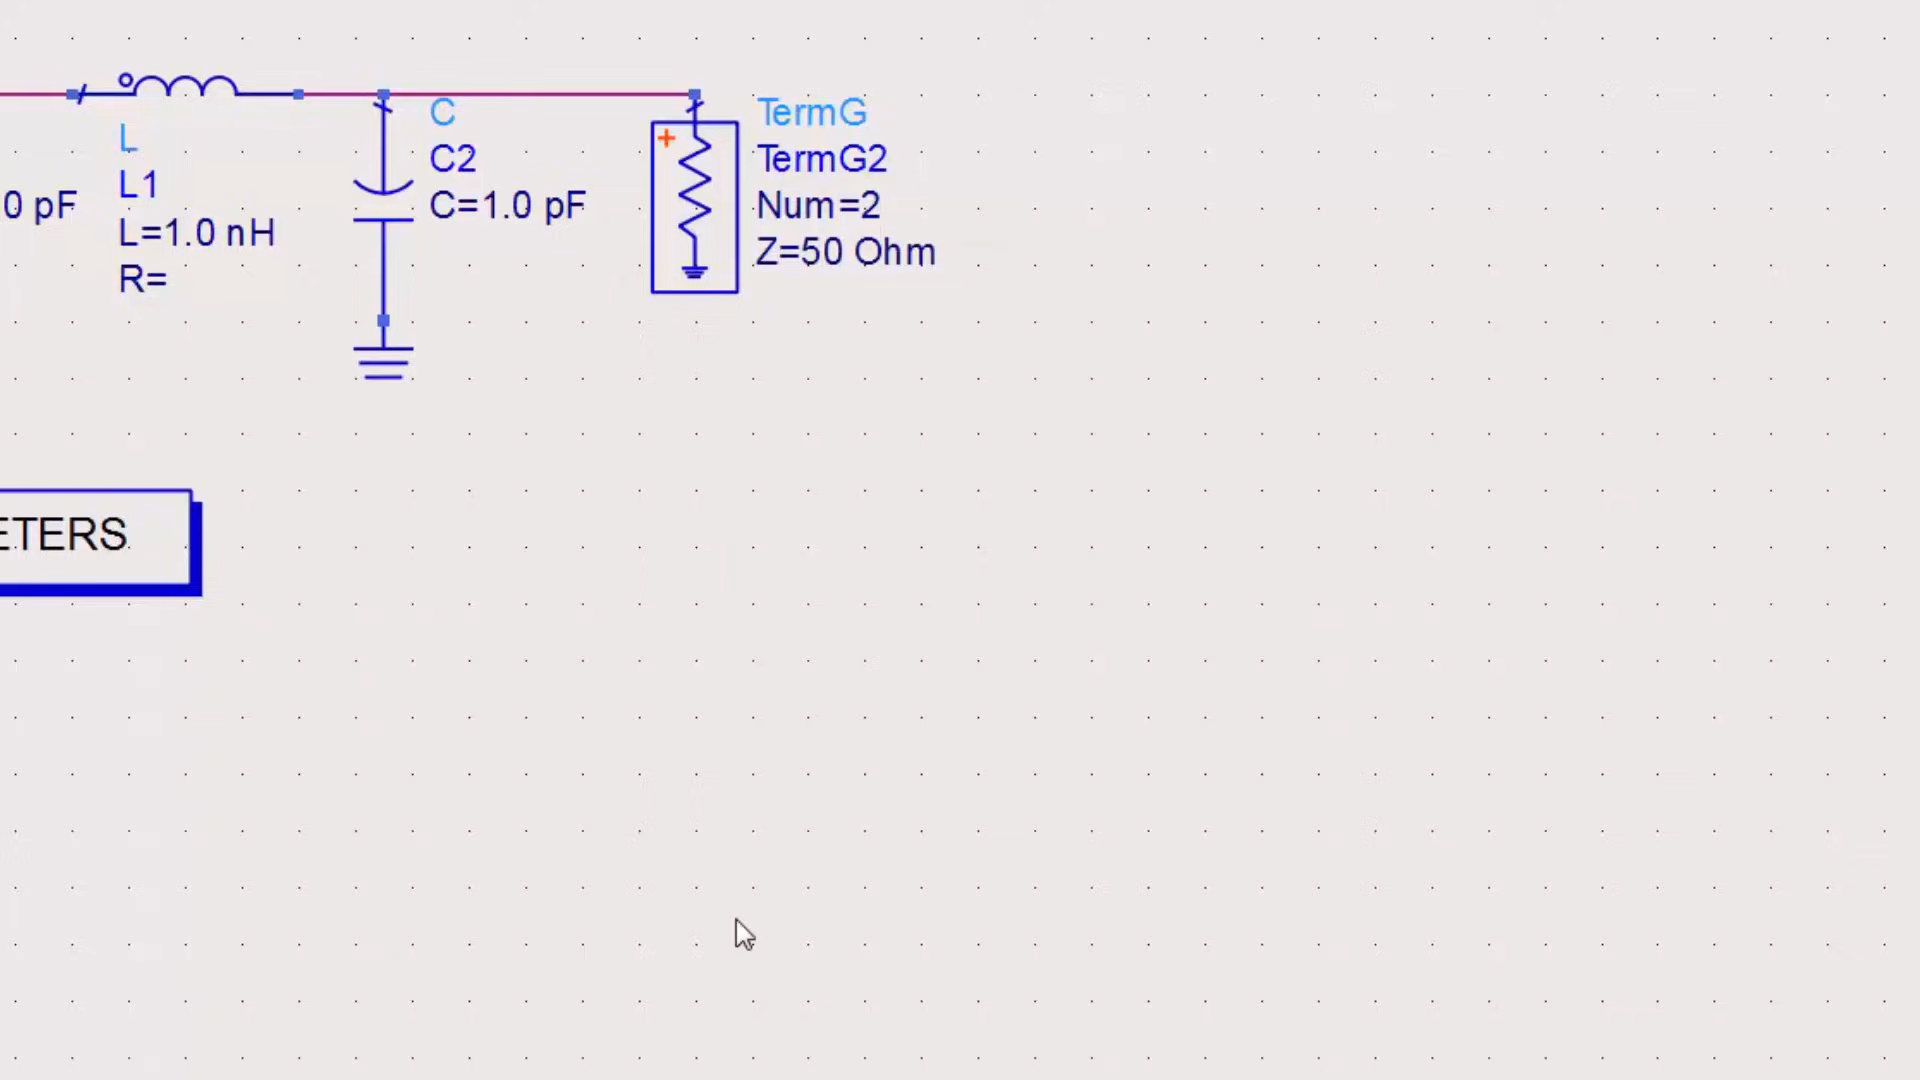 0 pF
L
L1
L=1.0 nH
R=
C
C2
C=1.0 pF
+
TermG
TermG2
Num=2
Z=50 Ohm
ETERS